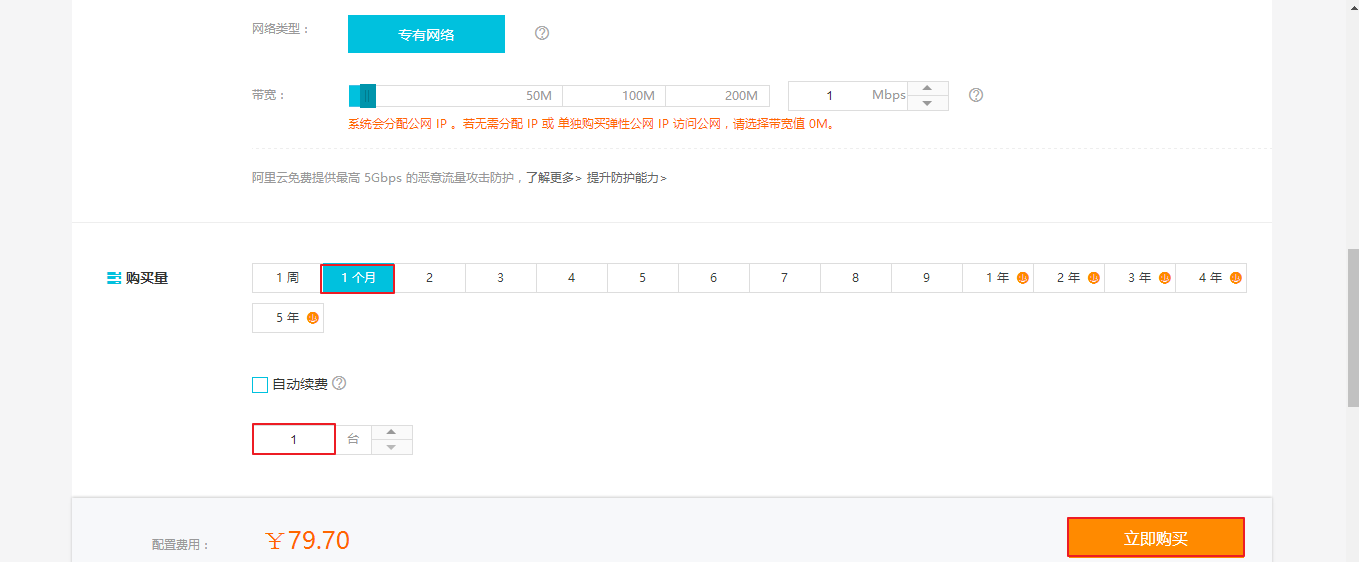 网络类型：
专有网络
带宽：
50M 100M 200M 1 Mbps
系统会分配公网 IP 。若无需分配 IP 或 单独购买弹性公网 IP 访问公网，请选择带宽值 0M。
阿里云免费提供最高 5Gbps 的恶意流量攻击防护，了解更多> 提升防护能力>
购买量
1 周 1 个月 2 3 4 5 6 7 8 9 1 年 2 年 3 年 4 年
5 年
自动续费
1 台
配置费用：
￥79.70
立即购买